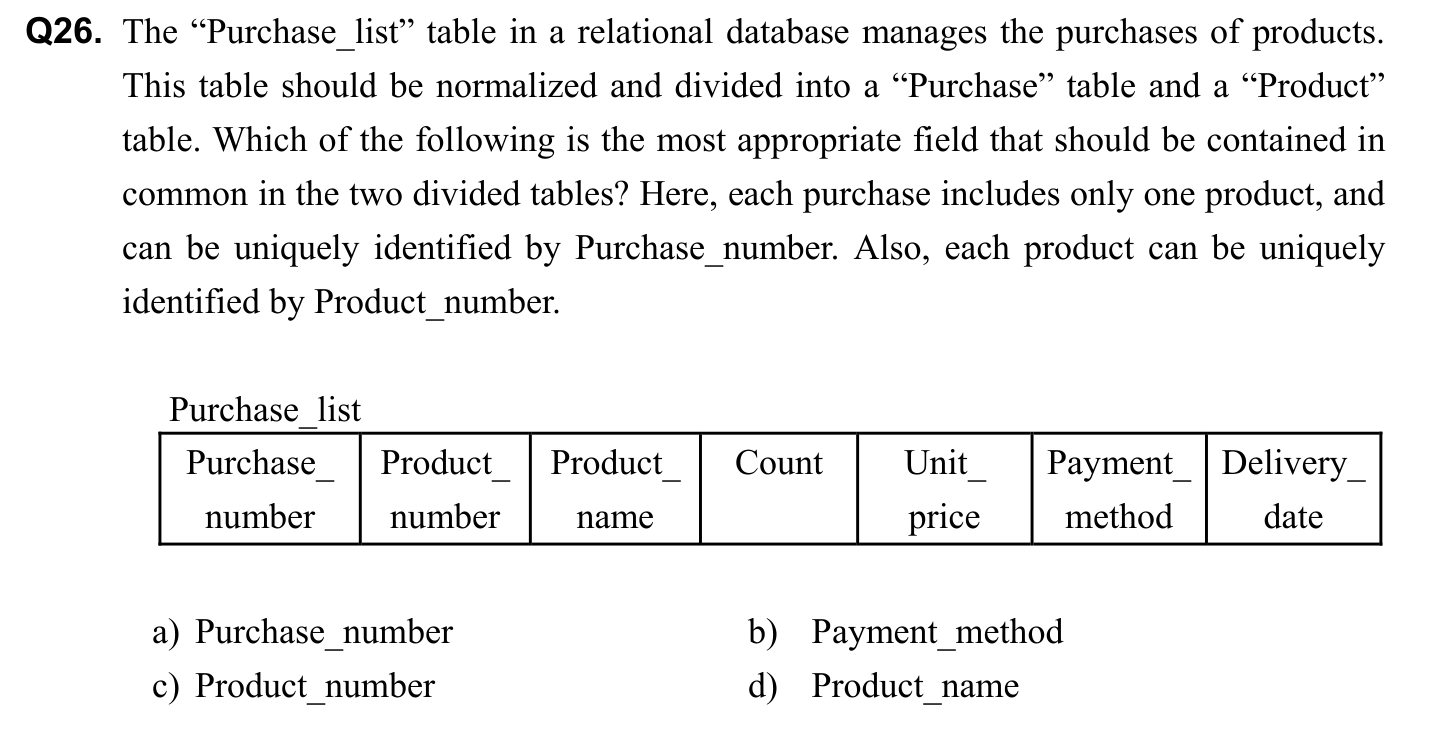 Q26. The “Purchase_list” table in a relational database manages the purchases of products.
This table should be normalized and divided into a “Purchase” table and a “Product”
table. Which of the following is the most appropriate field that should be contained in
common in the two divided tables? Here, each purchase includes only one product, and
can be uniquely identified by Purchase_number. Also, each product can be uniquely
identified by Product_number.
Purchase_list
Purchase_ Product_ Product_ Count Unit_ Payment_ Delivery_
number number name price method date
a) Purchase_number b) Payment_method
c) Product_number d) Product_name